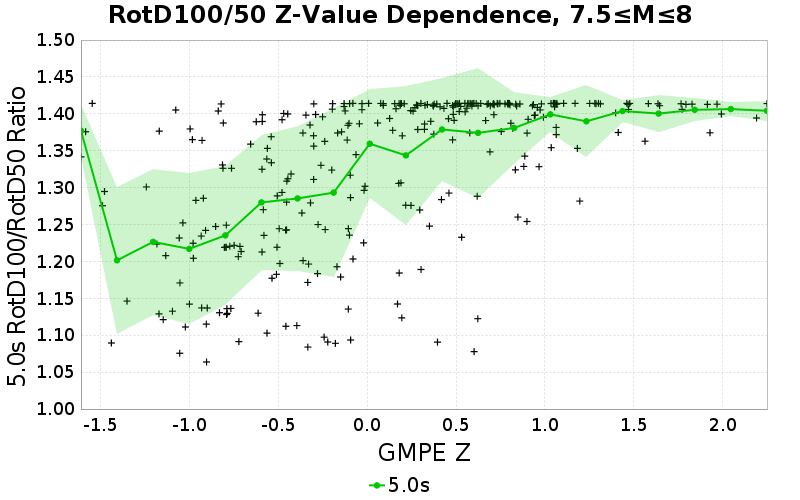 RotD100/50 Z-Value Dependence, 7.5≤M≤8
1.50
1.45
1.40
1.35
1.30
1.25
1.20
1.15
1.10
1.05
1.00
5.0s RotD100/RotD50 Ratio
-1.5 -1.0 -0.5 0.0 0.5 1.0 1.5 2.0
GMPE Z
5.0s